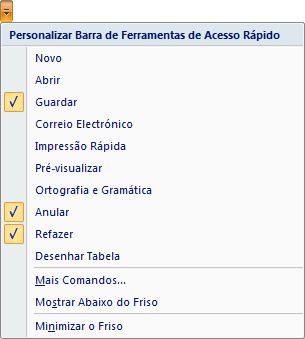 Personalizar Barra de Ferramentas de Acesso Rápido
Novo
Abrir
Guardar
Correio Electrónico
Impressão Rápida
Pré-visualizar
Ortografia e Gramática
Anular
Refazer
Desenhar Tabela
Mais Comandos...
Mostrar Abaixo do Friso
Minimizar o Friso